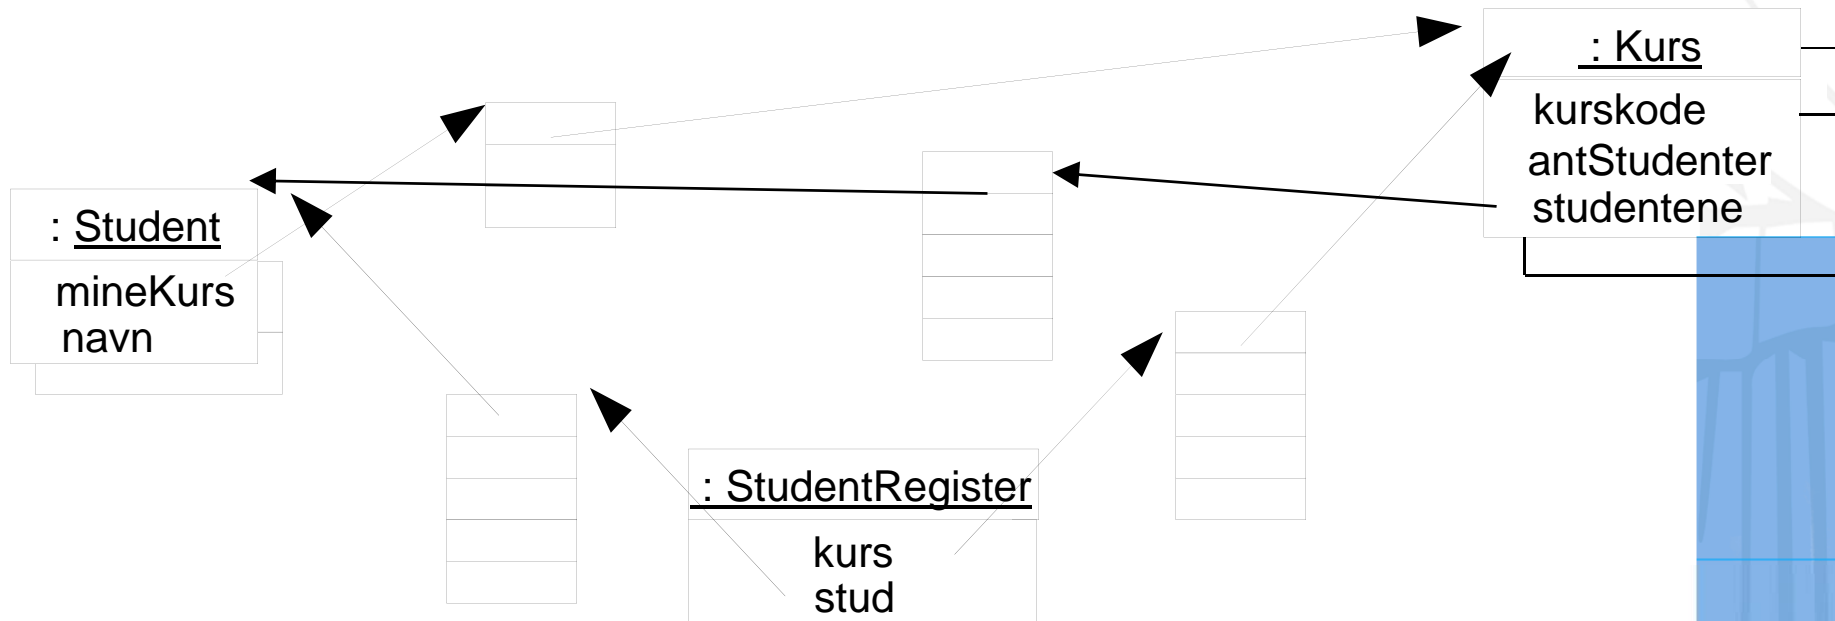 : Kurs
kurskode
antStudenter
studentene
: Student
mineKurs
navn
: StudentRegister
kurs
stud